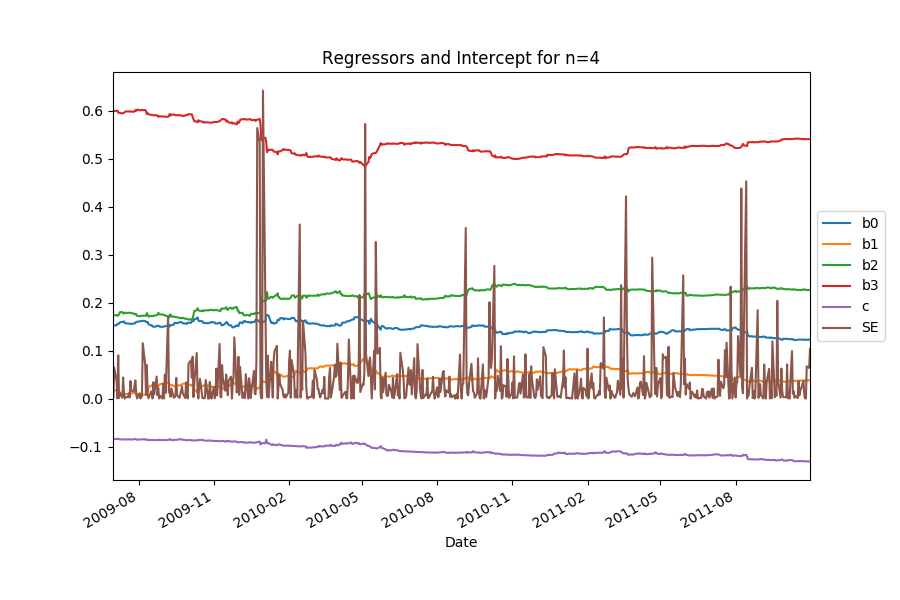 Regressors and Intercept for n=4
0.6
0.5
0.4
0.3
0.2
0.1
0.0
−0.1
2009-08
2009-11
2010-02
2010-05
2010-08
2010-11
2011-02
2011-05
2011-08
Date
b0
b1
b2
b3
c
SE